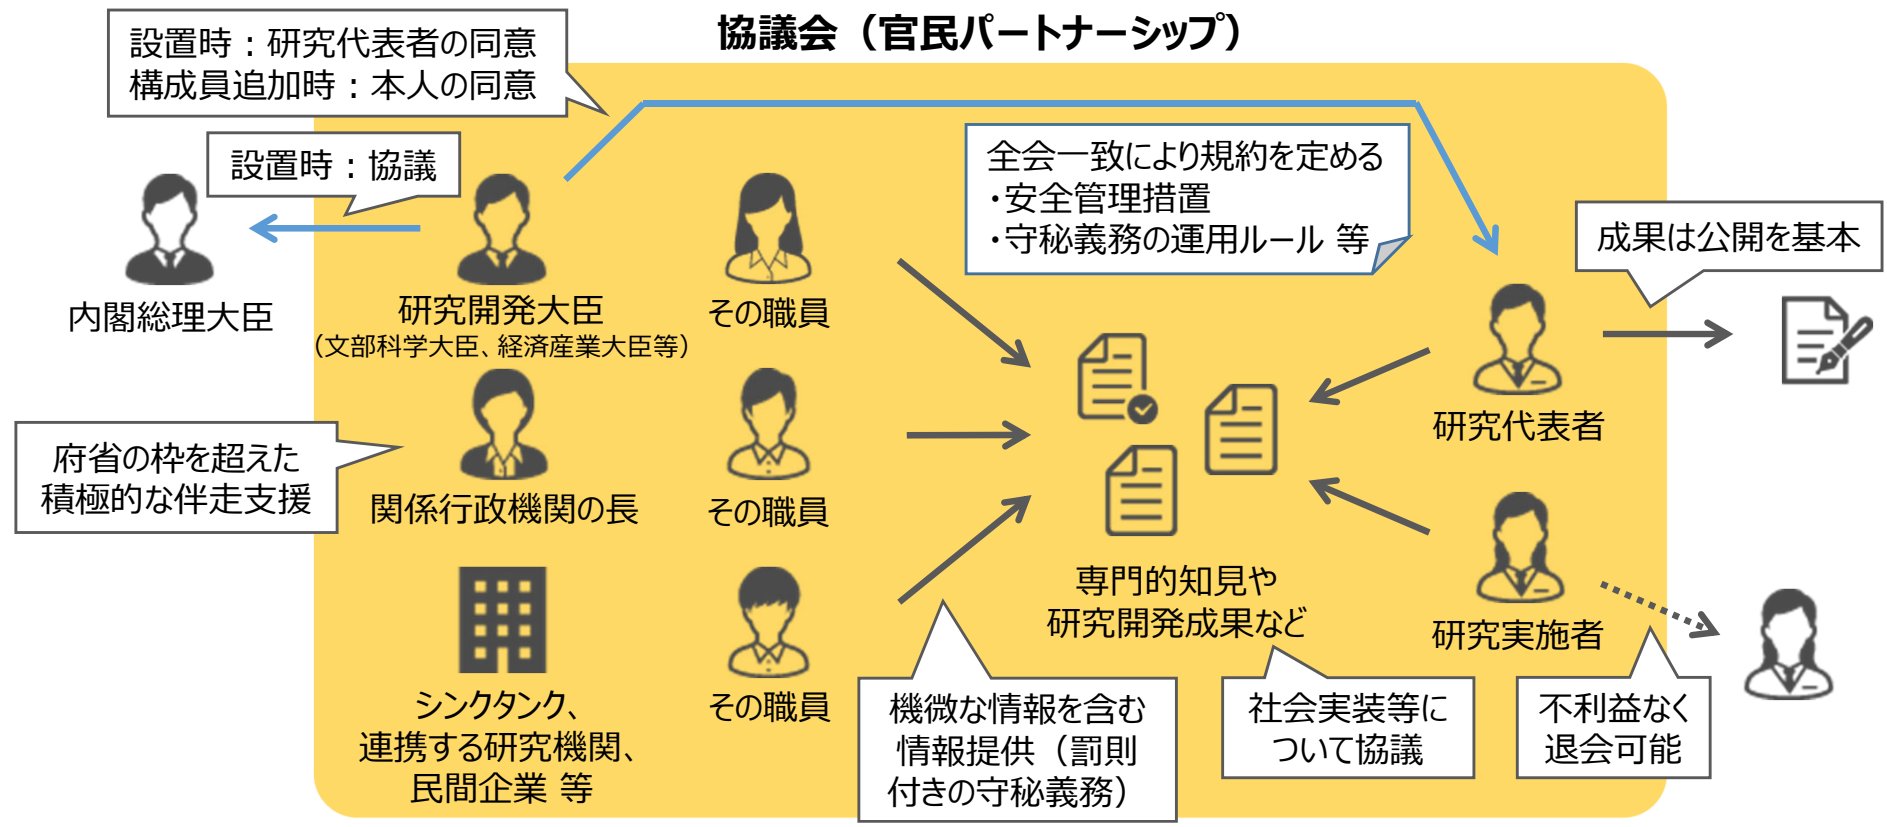 協議会（官民パートナーシップ）
設置時：研究代表者の同意
構成員追加時：本人の同意
設置時：協議
全会一致により規約を定める
・安全管理措置
・守秘義務の運用ルール 等
成果は公開を基本
内閣総理大臣
研究開発大臣
（文部科学大臣、経済産業大臣等）
その職員
研究代表者
府省の枠を超えた
積極的な伴走支援
関係行政機関の長
その職員
専門的知見や
研究開発成果など
研究実施者
シンクタンク、
連携する研究機関、
民間企業 等
その職員
機微な情報を含む
情報提供（罰則
付きの守秘義務）
社会実装等に
ついて協議
不利益なく
退会可能